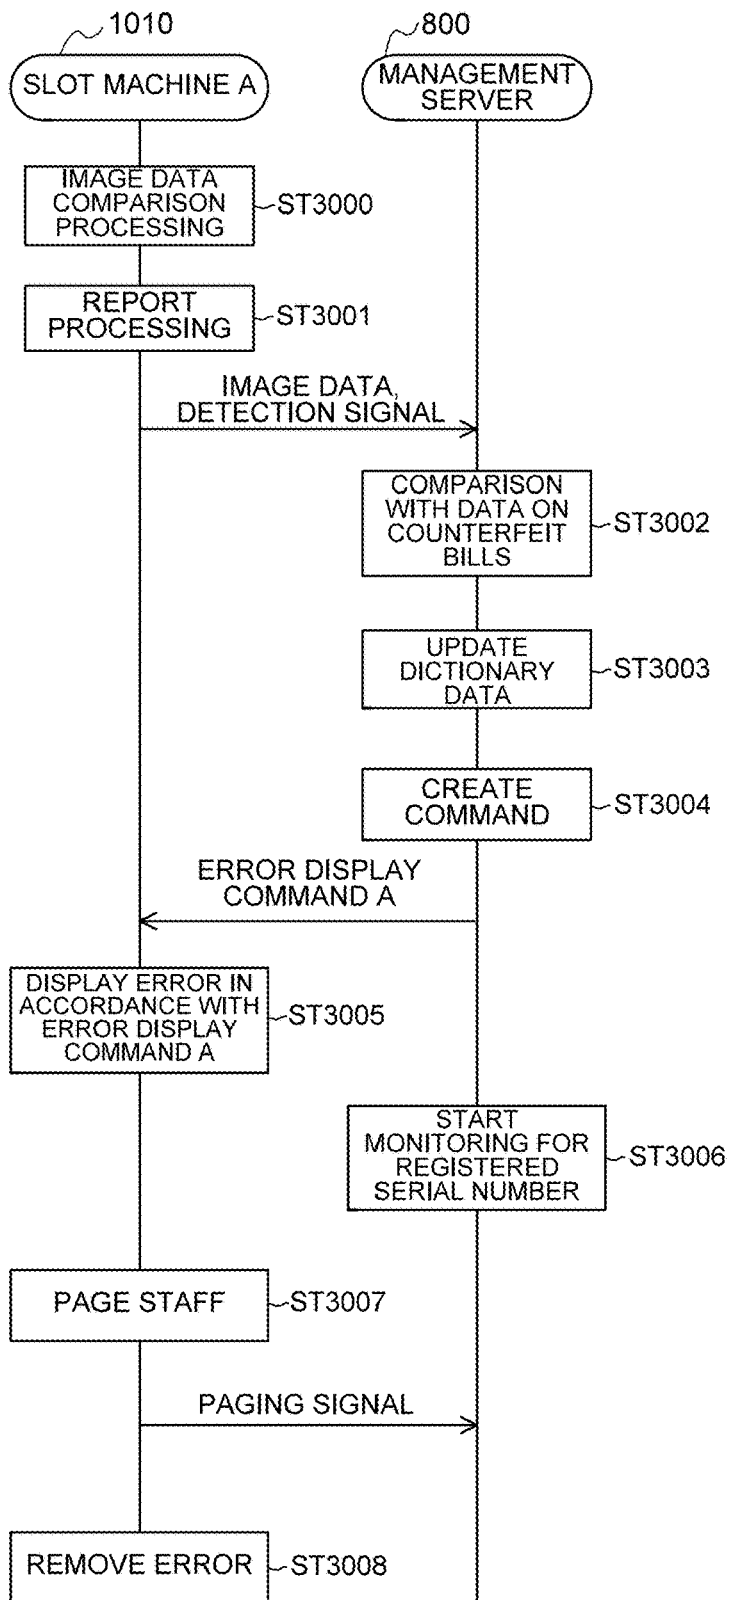 1010
800
SLOT MACHINE A
MANAGEMENT
SERVER
IMAGE DATA
COMPARISON
PROCESSING
ST3000
REPORT
PROCESSING
ST3001
IMAGE DATA,
DETECTION SIGNAL
COMPARISON
WITH DATA ON
COUNTERFEIT
BILLS
ST3002
UPDATE
DICTIONARY
DATA
ST3003
CREATE
COMMAND
ST3004
ERROR DISPLAY
COMMAND A
DISPLAY ERROR IN
ACCORDANCE WITH
ERROR DISPLAY
COMMAND A
ST3005
START
MONITORING FOR
REGISTERED
SERIAL NUMBER
ST3006
PAGE STAFF
ST3007
PAGING SIGNAL
REMOVE ERROR
ST3008